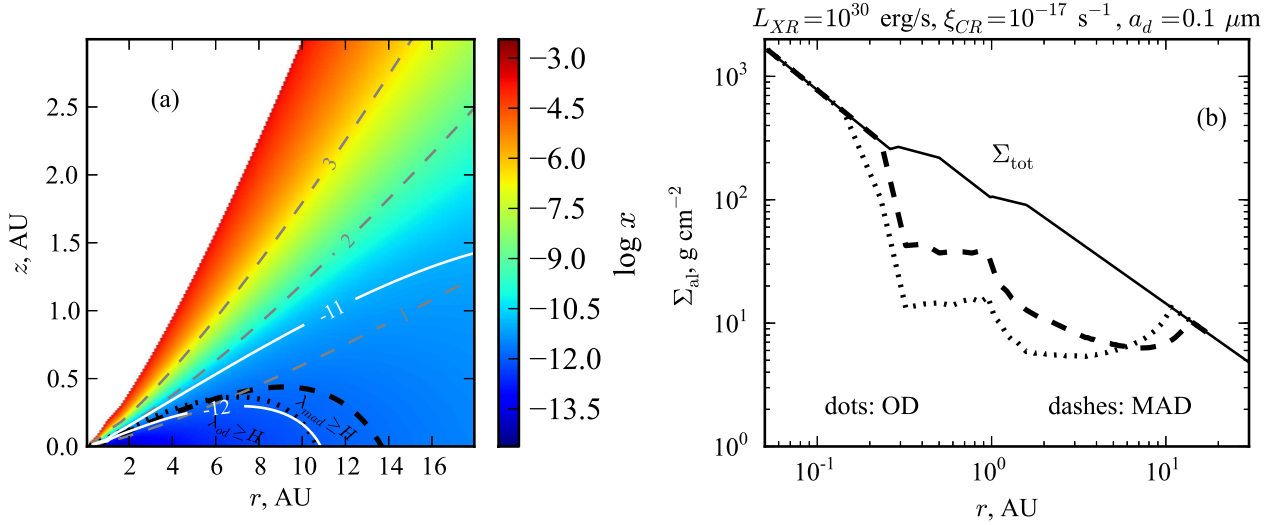 L_XR=10^30 erg/s, ξ_CR=10^-17 s^-1, a_d=0.1 μm
(a)
z, AU
2.5
2.0
1.5
1.0
0.5
0.0
3
2
1
-11
-12
λ_mad≥H
λ_od≥H
2 4 6 8 10 12 14 16
r, AU
−3.0
−4.5
−6.0
−7.5
−9.0
−10.5
−12.0
−13.5
log x
(b)
Σ_al, g cm^-2
10^3
10^2
10^1
10^0
Σ_tot
dots: OD
dashes: MAD
10^-1 10^0 10^1
r, AU